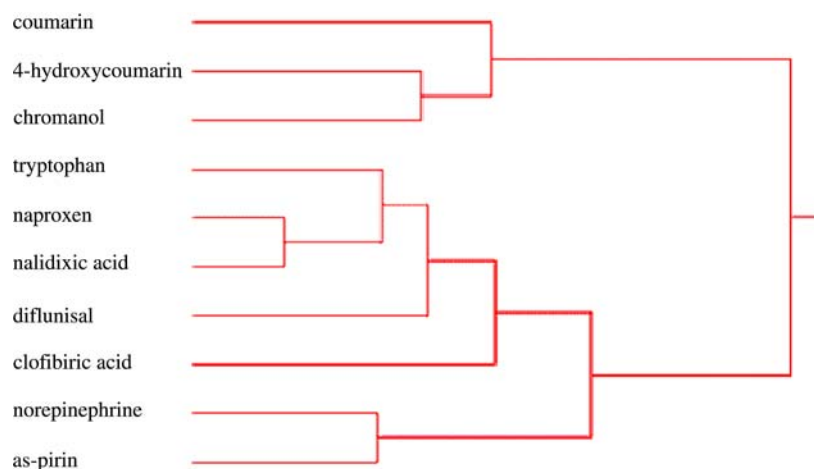 coumarin
4-hydroxycoumarin
chromanol
tryptophan
naproxen
nalidixic acid
diflunisal
clofibiric acid
norepinephrine
as-pirin